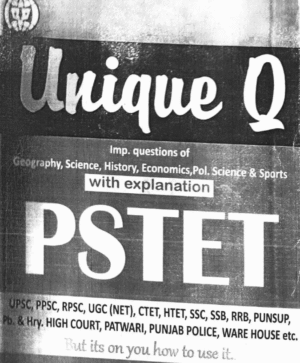 Unique Q
Imp. questions of
Geography, Science, History, Economics,Pol. Science & Sports
with explanation
PSTET
UPSC, PPSC, RPSC, UGC (NET), CTET, HTET, SSC, SSB, RRB, PUNSUP,
Pb. & Hry. HIGH COURT, PATWARI, PUNJAB POLICE, WARE HOUSE etc.
But its on you how to use it.